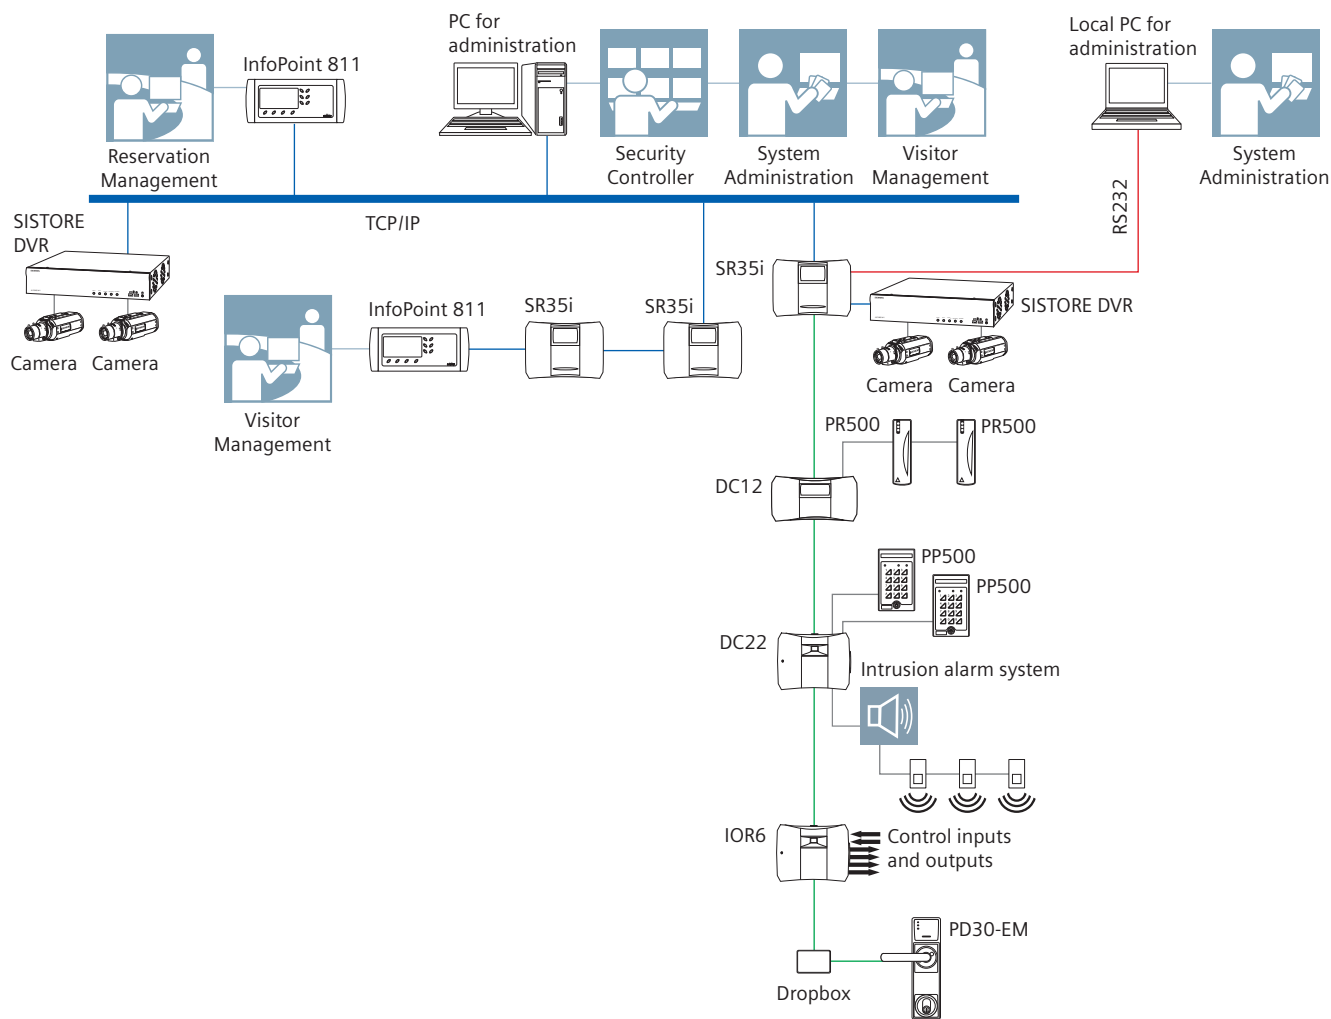 PC for
administration
Local PC for
administration
InfoPoint 811
Reservation
Management
Security
Controller
System
Administration
Visitor
Management
System
Administration
RS232
TCP/IP
SISTORE
DVR
SR35i
SISTORE DVR
InfoPoint 811
SR35i
SR35i
Camera
Camera
Camera
Camera
Visitor
Management
PR500
PR500
DC12
PP500
PP500
DC22
Intrusion alarm system
IOR6
Control inputs
and outputs
PD30-EM
Dropbox